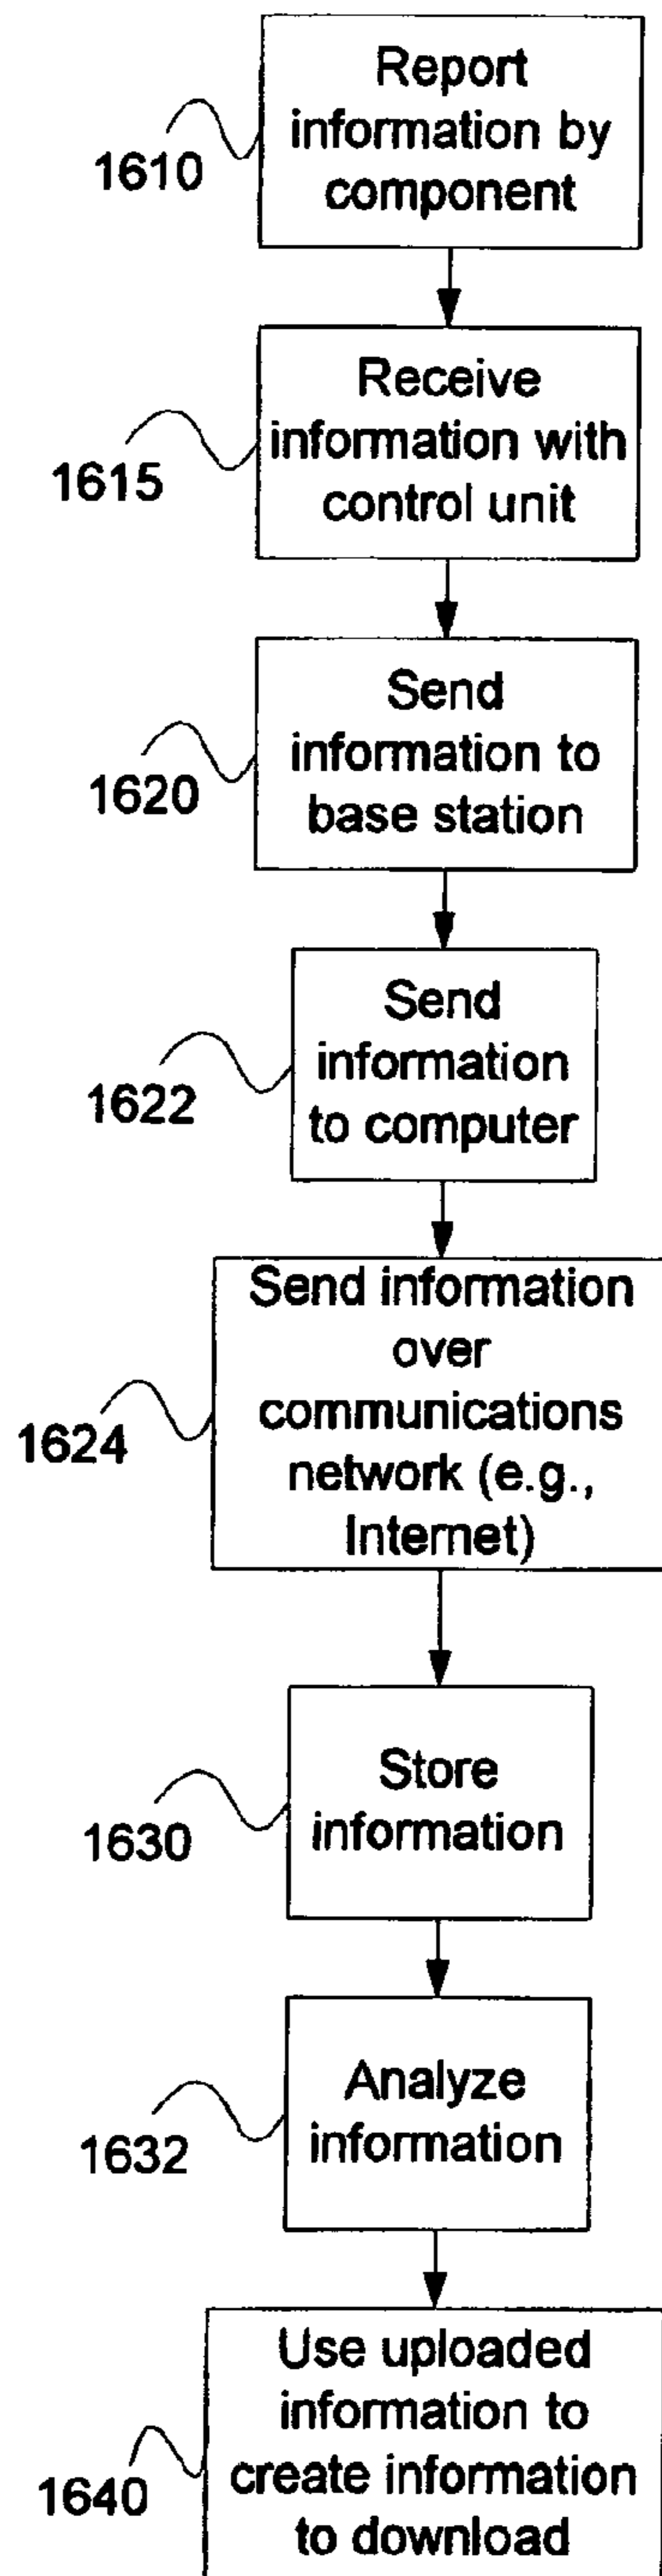 Report
information by
component
1610
Receive
information with
control unit
1615
Send
information to
base station
1620
Send
information
to computer
1622
Send information
over
communications
network (e.g.,
Internet)
1624
Store
information
1630
Analyze
information
1632
Use uploaded
information to
create information
to download
1640